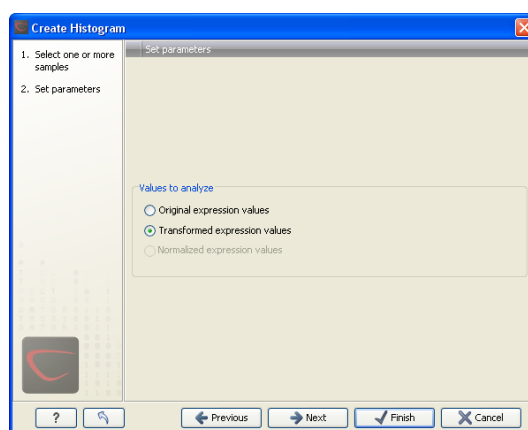 Create Histogram
1. Select one or more
samples
2. Set parameters
Set parameters
Values to analyze
Original expression values
Transformed expression values
Normalized expression values
?
Previous
Next
Finish
Cancel